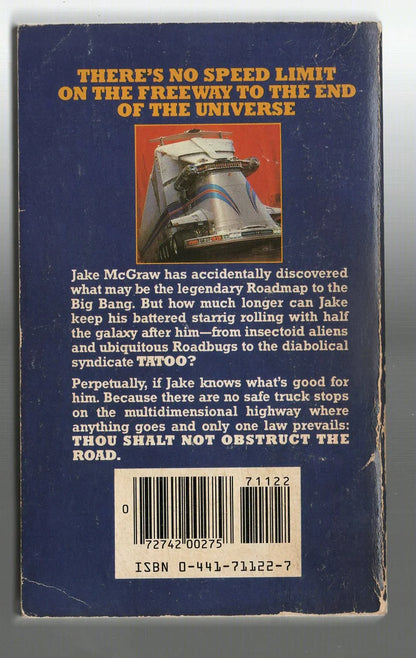 THERE'S NO SPEED LIMIT
ON THE FREEWAY TO THE END
OF THE UNIVERSE
Jake McGraw has accidentally discovered
what may be the legendary Roadmap to the
Big Bang. But how much longer can Jake
keep his battered starrig rolling with half
the galaxy after him—from insectoid aliens
and ubiquitous Roadbugs to the diabolical
syndicate TATOO?
Perpetually, if Jake knows what's good for
him. Because there are no safe truck stops
on the multidimensional highway where
anything goes and only one law prevails:
THOU SHALT NOT OBSTRUCT THE
ROAD.
71122
0
72742 00275
ISBN 0-441-71122-7